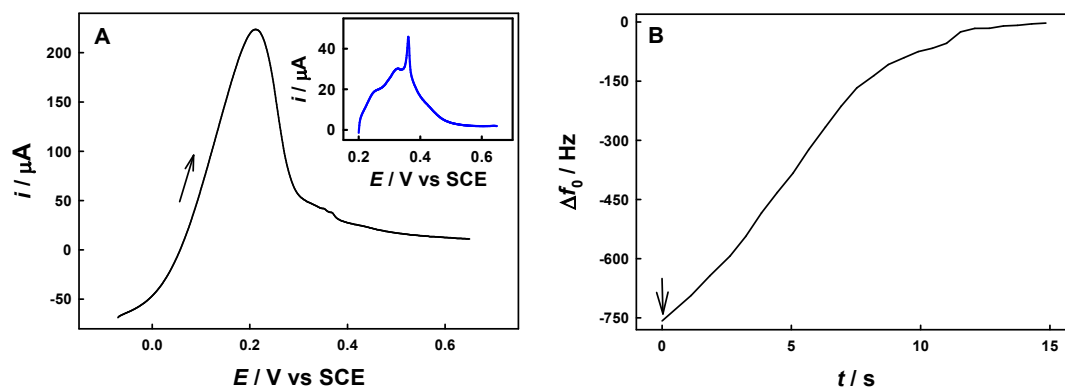 A
i / μA
200
150
100
50
0
-50
0.0 0.2 0.4 0.6
E / V vs SCE
i / μA
40
20
0
0.2 0.4 0.6
E / V vs SCE
B
Δf0 / Hz
0
-150
-300
-450
-600
-750
0 5 10 15
t / s